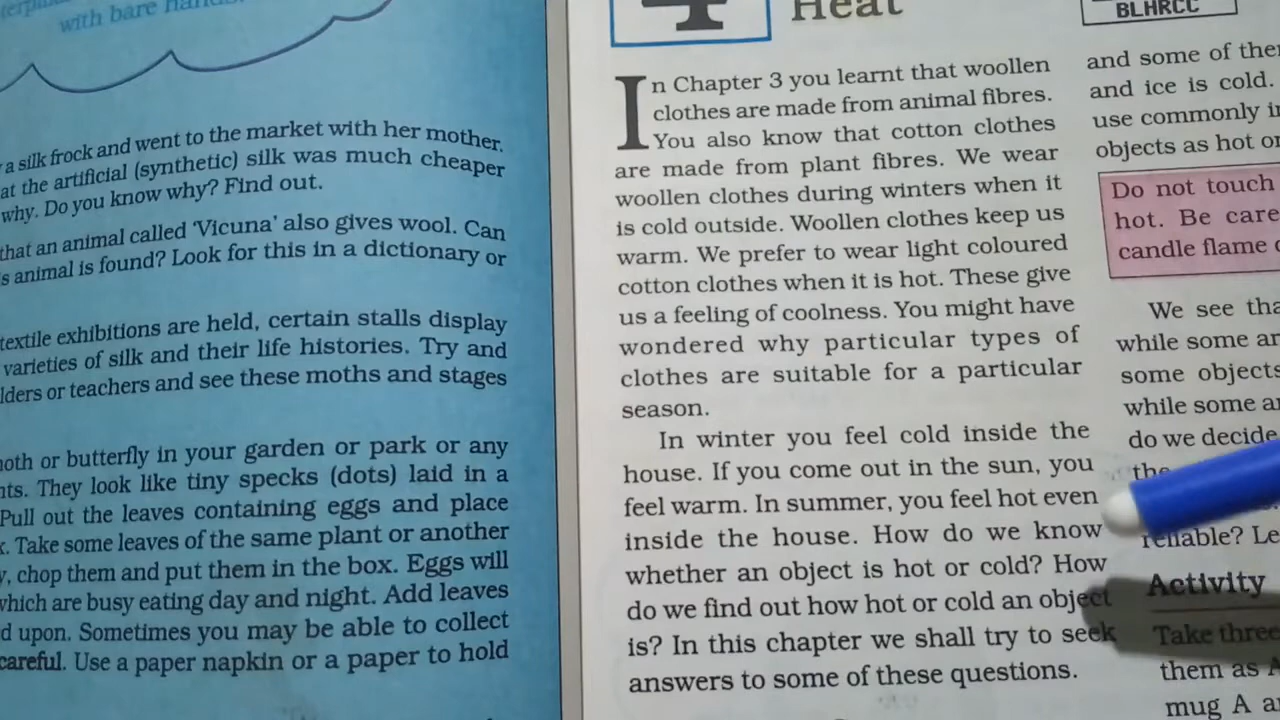 with bare
a silk frock and went to the market with her mother.
at the artificial (synthetic) silk was much cheaper
why. Do you know why? Find out.
that an animal called 'Vicuna' also gives wool. Can
animal is found? Look for this in a dictionary or
textile exhibitions are held, certain stalls display
varieties of silk and their life histories. Try and
or teachers and see these moths and stages
or butterfly in your garden or park or any
They look like tiny specks (dots) laid in a
Pull out the leaves containing eggs and place
Take some leaves of the same plant or another
chop them and put them in the box. Eggs will
which are busy eating day and night. Add leaves
upon. Sometimes you may be able to collect
careful. Use a paper napkin or a paper to hold
4
Heat
BLHRCC
In Chapter 3 you learnt that woollen
clothes are made from animal fibres.
You also know that cotton clothes
are made from plant fibres. We wear
woollen clothes during winters when it
is cold outside. Woollen clothes keep us
warm. We prefer to wear light coloured
cotton clothes when it is hot. These give
us a feeling of coolness. You might have
wondered why particular types of
clothes are suitable for a particular
season.
In winter you feel cold inside the
house. If you come out in the sun, you
feel warm. In summer, you feel hot even
inside the house. How do we know
whether an object is hot or cold? How
do we find out how hot or cold an object
is? In this chapter we shall try to seek
answers to some of these questions.
and some of
and ice is cold.
use commonly
objects as hot or
Do not touch
hot. Be
candle flame
We see
while some
some objects
while some
do we decide
reliable?
Activity
Take three
them as
mug A